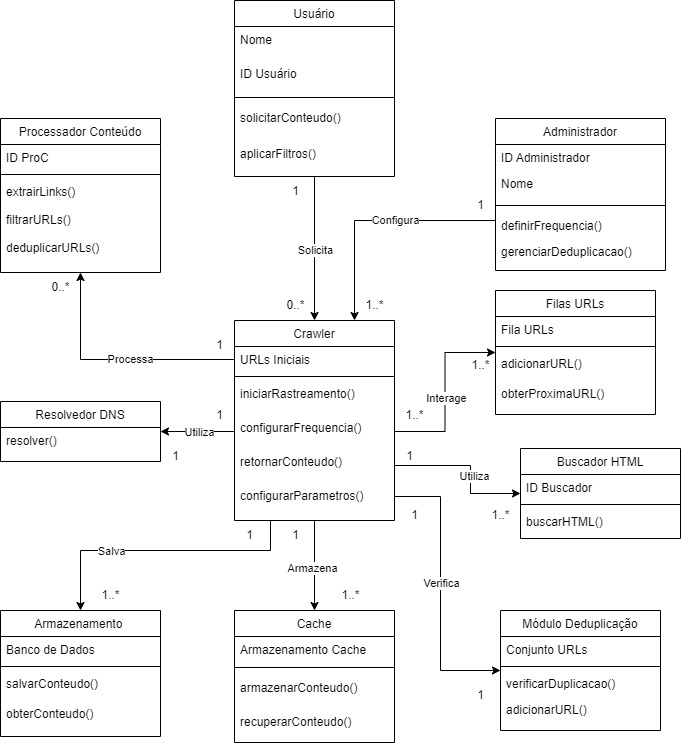 Usuário
Nome
ID Usuário
solicitarConteudo()
aplicarFiltros()
Processador Conteúdo
ID ProC
extrairLinks()
filtrarURLs()
deduplicarURLs()
Administrador
ID Administrador
Nome
definirFrequencia()
gerenciarDeduplicacao()
1
1
Configura
Solicita
0..*
0..*
1..*
Crawler
URLs Iniciais
iniciarRastreamento()
configurarFrequencia()
retornarConteudo()
configurarParametros()
Filas URLs
Fila URLs
adicionarURL()
obterProximaURL()
1
Processa
1..*
Interage
1..*
Resolvedor DNS
resolver()
1
Utiliza
1
1
Utiliza
1..*
Buscador HTML
ID Buscador
buscarHTML()
1
1
1
Salva
Armazena
Verifica
1..*
1..*
1
Armazenamento
Banco de Dados
salvarConteudo()
obterConteudo()
Cache
Armazenamento Cache
armazenarConteudo()
recuperarConteudo()
Módulo Deduplicação
Conjunto URLs
verificarDuplicacao()
adicionarURL()